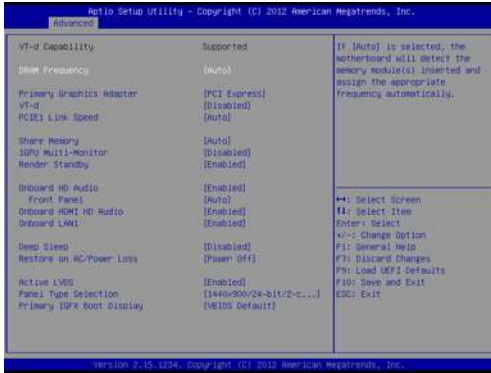 Aptio Setup Utility - Copyright (C) 2012 American Megatrends, Inc.
Advanced
VT-d Capability Supported
DRAM Frequency [Auto]
Primary Graphics Adapter [PCI Express]
VT-d [Disabled]
PCIE1 Link Speed [Auto]
Share Memory [Auto]
IGPU Multi-Monitor [Disabled]
Render Standby [Enabled]
Onboard HD Audio [Enabled]
Front Panel [Auto]
Onboard HDMI HD Audio [Enabled]
Onboard LAN1 [Enabled]
Deep Sleep [Disabled]
Restore on AC/Power Loss [Power Off]
Active LVDS [Enabled]
Panel Type Selection [1440x900/24-bit/2-c...]
Primary IGFX Boot Display [VBIOS Default]
If [Auto] is selected, the
motherboard will detect the
memory module(s) inserted and
assign the appropriate
frequency automatically.
↔: Select Screen
↑↓: Select Item
Enter: Select
+/-: Change Option
F1: General Help
F7: Discard Changes
F9: Load UEFI Defaults
F10: Save and Exit
ESC: Exit
Version 2.15.1234. Copyright (C) 2012 American Megatrends, Inc.